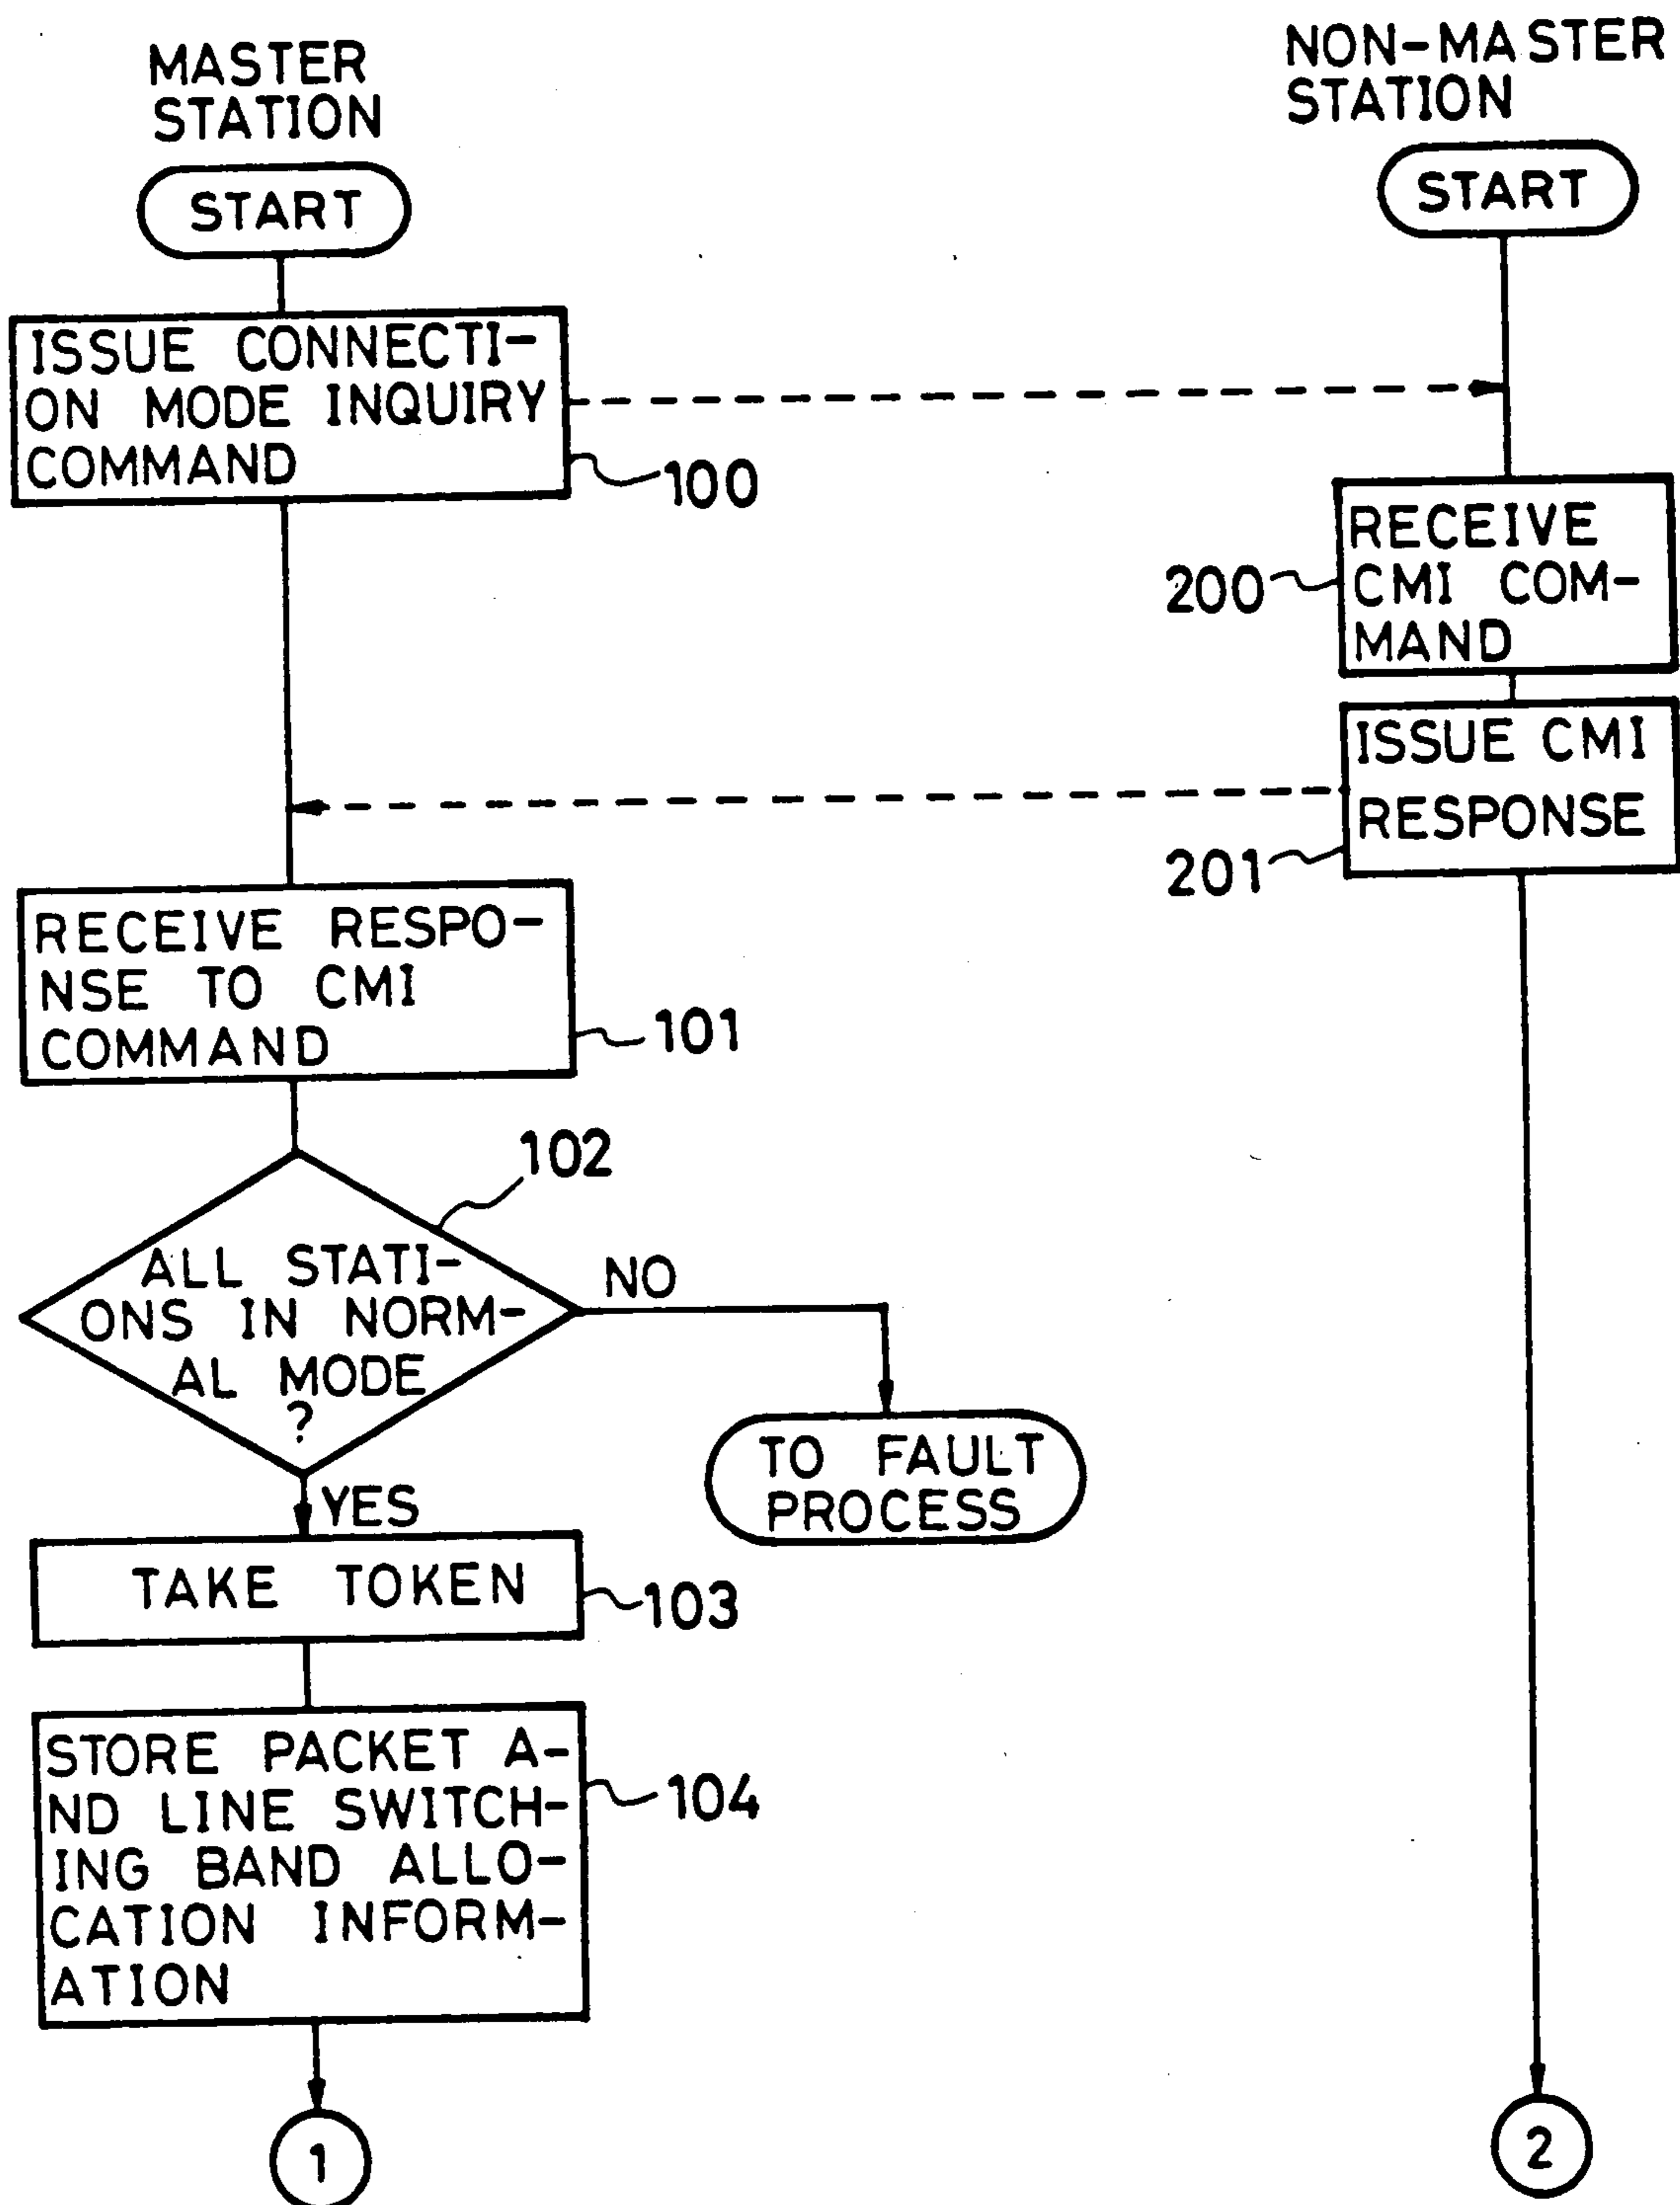 MASTER
STATION
START
ISSUE CONNECTI-
ON MODE INQUIRY
COMMAND
100
RECEIVE RESPO-
NSE TO CMI
COMMAND
101
102
ALL STATI-
ONS IN NORM-
AL MODE
?
NO
TO FAULT
PROCESS
YES
TAKE TOKEN
103
STORE PACKET A-
ND LINE SWITCH-
ING BAND ALLO-
CATION INFORM-
ATION
104
1
NON-MASTER
STATION
START
RECEIVE
CMI COM-
MAND
200
ISSUE CMI
RESPONSE
201
2